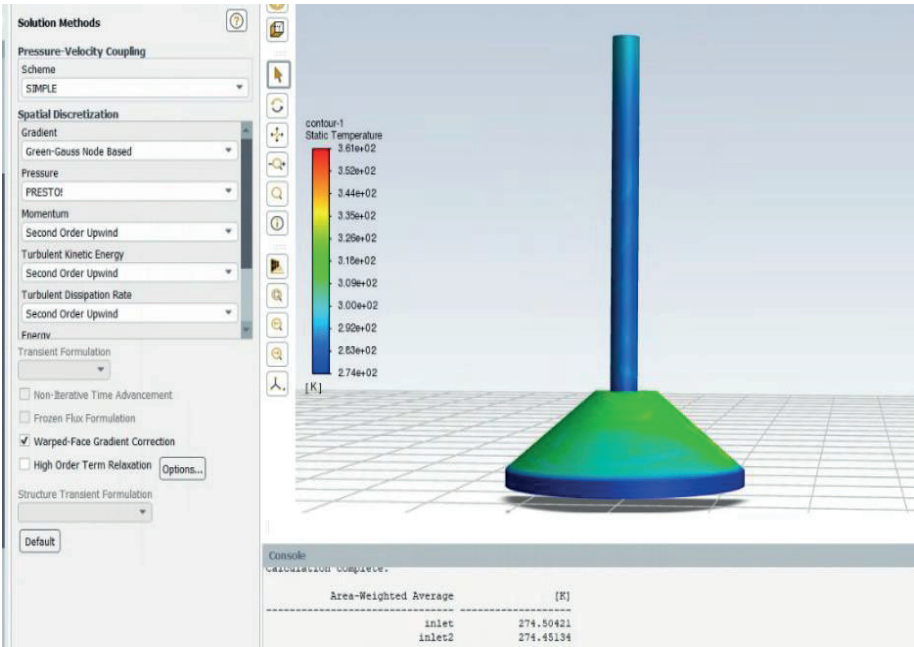 Solution Methods
Pressure-Velocity Coupling
Scheme
SIMPLE
Spatial Discretization
Gradient
Green-Gauss Node Based
Pressure
PRESTO!
Momentum
Second Order Upwind
Turbulent Kinetic Energy
Second Order Upwind
Turbulent Dissipation Rate
Second Order Upwind
Energy
Transient Formulation
Non-Iterative Time Advancement
Frozen Flux Formulation
Warped-Face Gradient Correction
High Order Term Relaxation Options...
Structure Transient Formulation
Default
contour-1
Static Temperature
3.61e+02
3.52e+02
3.44e+02
3.35e+02
3.26e+02
3.18e+02
3.09e+02
3.00e+02
2.92e+02
2.83e+02
2.74e+02
[K]
Console
Calculation complete.
Area-Weighted Average [K]
inlet 274.50421
inlet2 274.45134